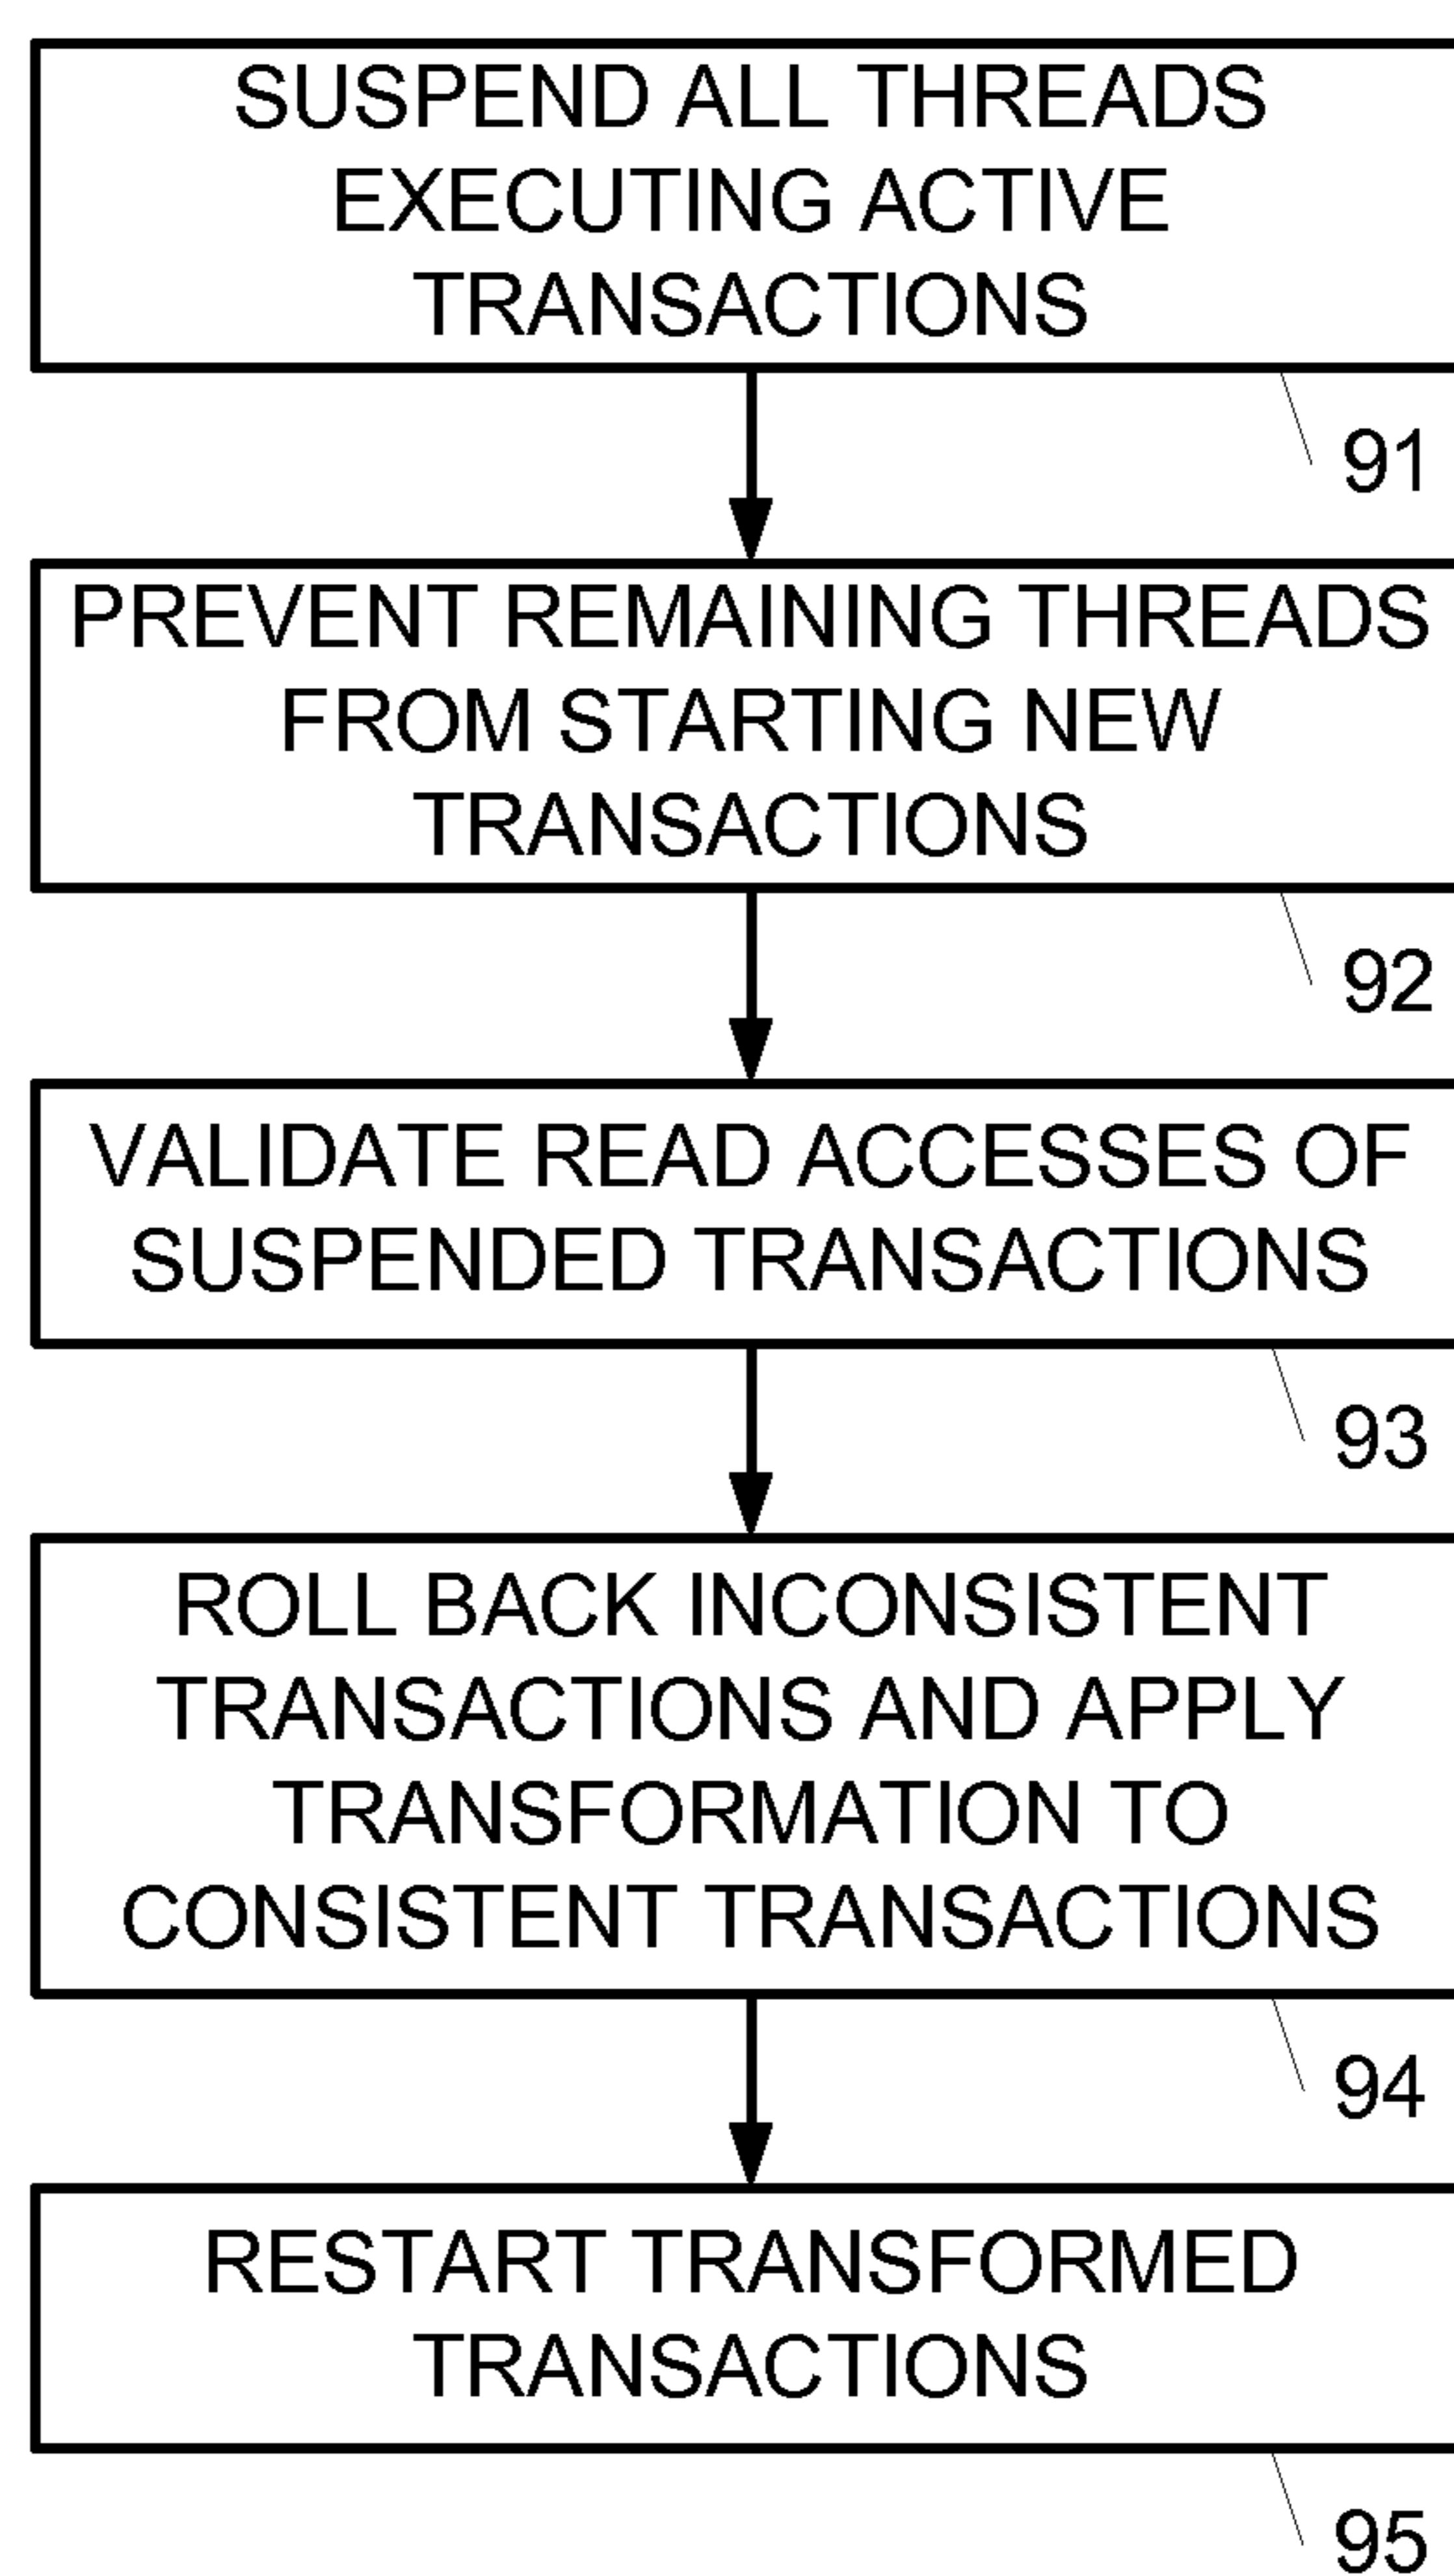 SUSPEND ALL THREADS
EXECUTING ACTIVE
TRANSACTIONS
91
PREVENT REMAINING THREADS
FROM STARTING NEW
TRANSACTIONS
92
VALIDATE READ ACCESSES OF
SUSPENDED TRANSACTIONS
93
ROLL BACK INCONSISTENT
TRANSACTIONS AND APPLY
TRANSFORMATION TO
CONSISTENT TRANSACTIONS
94
RESTART TRANSFORMED
TRANSACTIONS
95